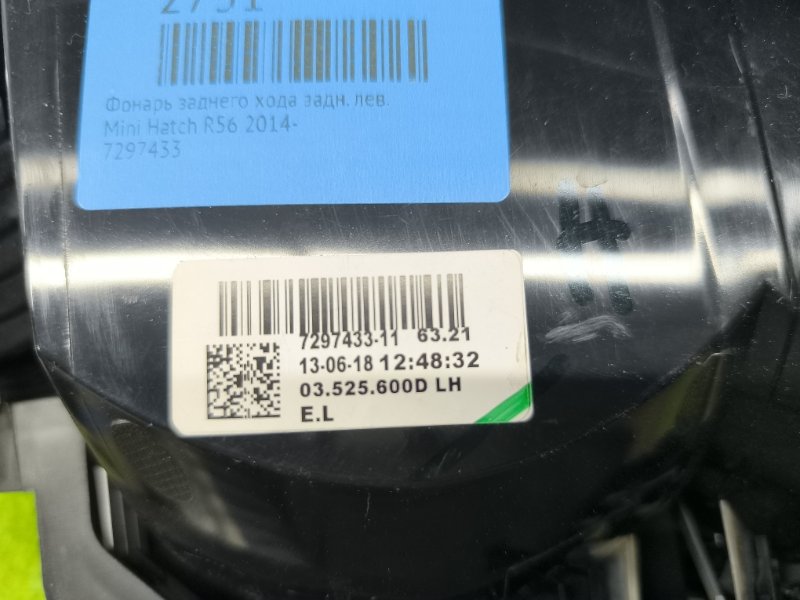 2751
Фонарь заднего хода задн. лев.
Mini Hatch R56 2014-
7297433
7297433-11 63.21
13-06-18 12:48:32
03.525.600D LH
E.L